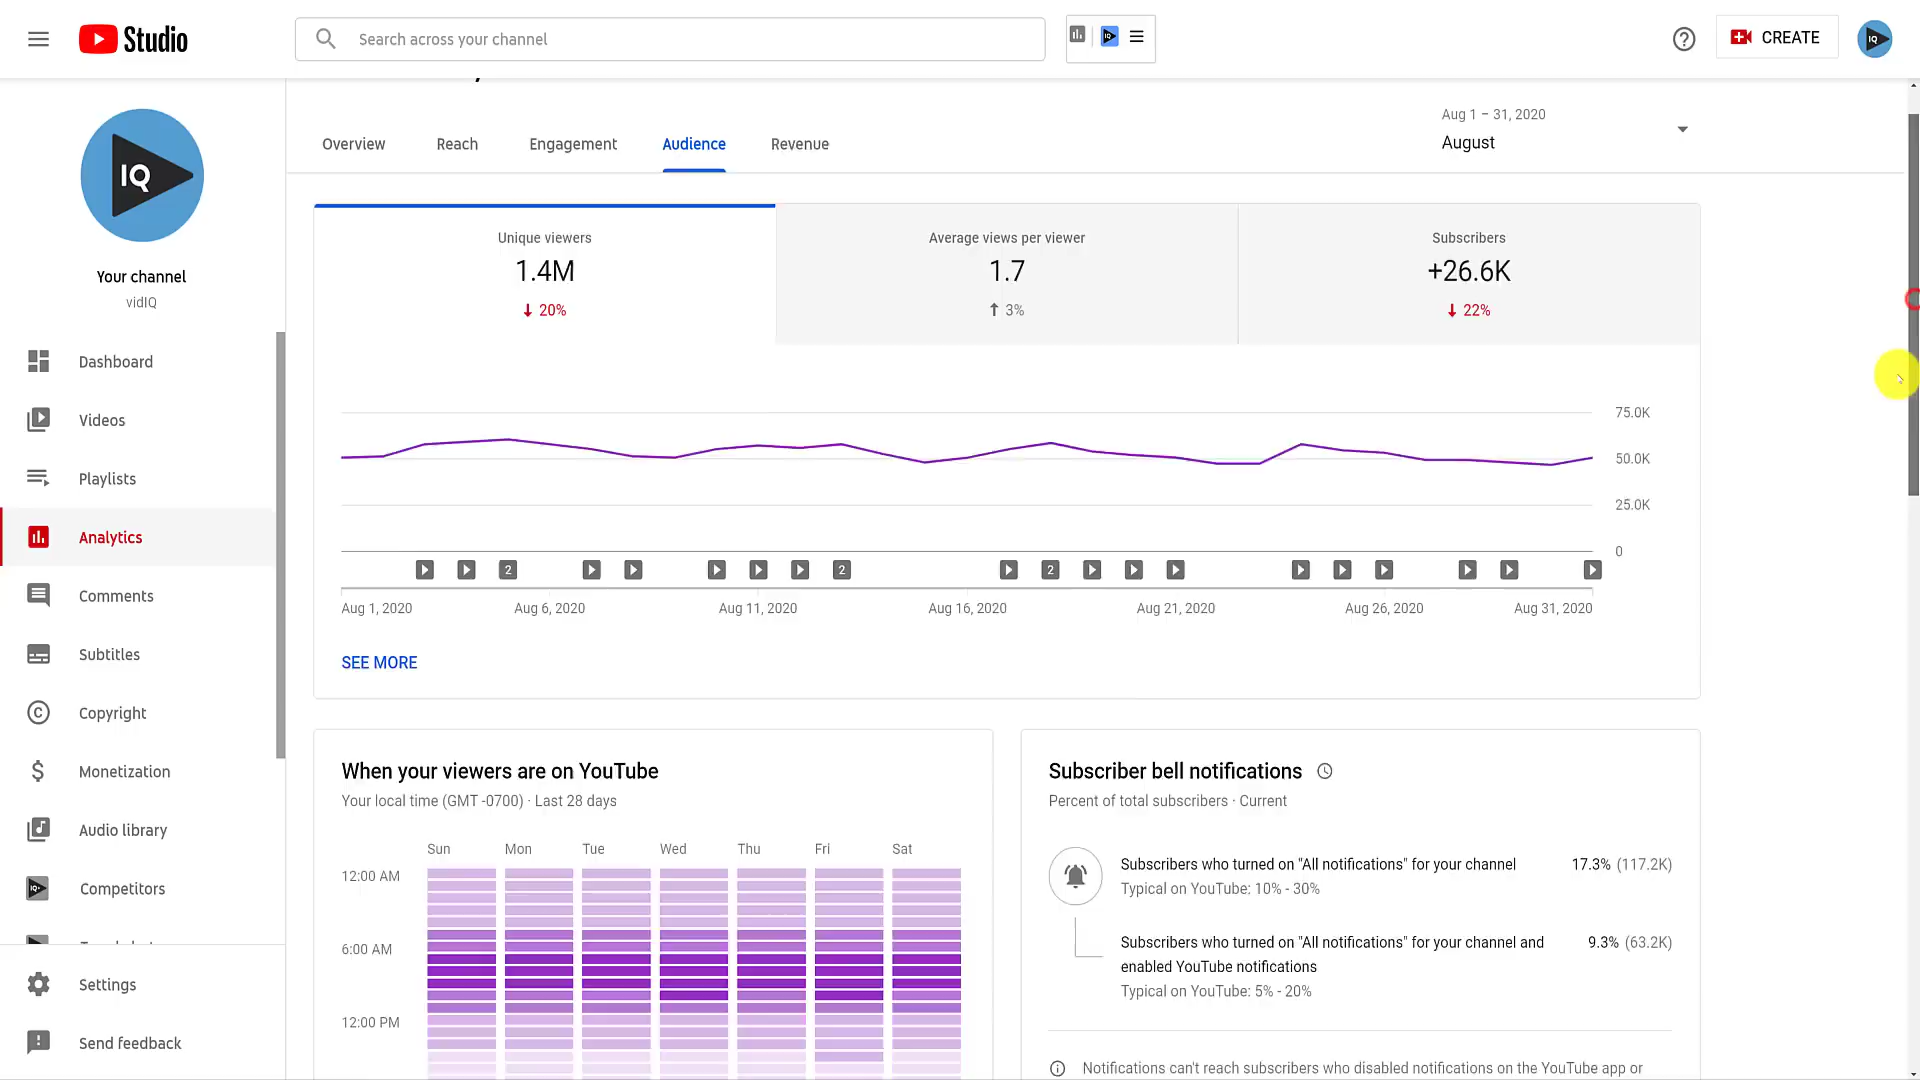 Studio
Search across your channel
IQ
CREATE
IQ
Aug 1 – 31, 2020
August
Overview
Reach
Engagement
Audience
Revenue
IQ
Your channel
vidIQ
Dashboard
Videos
Playlists
Analytics
Comments
Subtitles
Copyright
Monetization
Audio library
Competitors
Settings
Send feedback
Unique viewers
1.4M
20%
Average views per viewer
1.7
3%
Subscribers
+26.6K
22%
75.0K
50.0K
25.0K
0
2
2
2
Aug 1, 2020
Aug 6, 2020
Aug 11, 2020
Aug 16, 2020
Aug 21, 2020
Aug 26, 2020
Aug 31, 2020
SEE MORE
When your viewers are on YouTube
Your local time (GMT -0700) · Last 28 days
Sun Mon Tue Wed Thu Fri Sat
12:00 AM
6:00 AM
12:00 PM
Subscriber bell notifications
Percent of total subscribers · Current
Subscribers who turned on "All notifications" for your channel 17.3% (117.2K)
Typical on YouTube: 10% - 30%
Subscribers who turned on "All notifications" for your channel and 9.3% (63.2K)
enabled YouTube notifications
Typical on YouTube: 5% - 20%
Notifications can't reach subscribers who disabled notifications on the YouTube app or